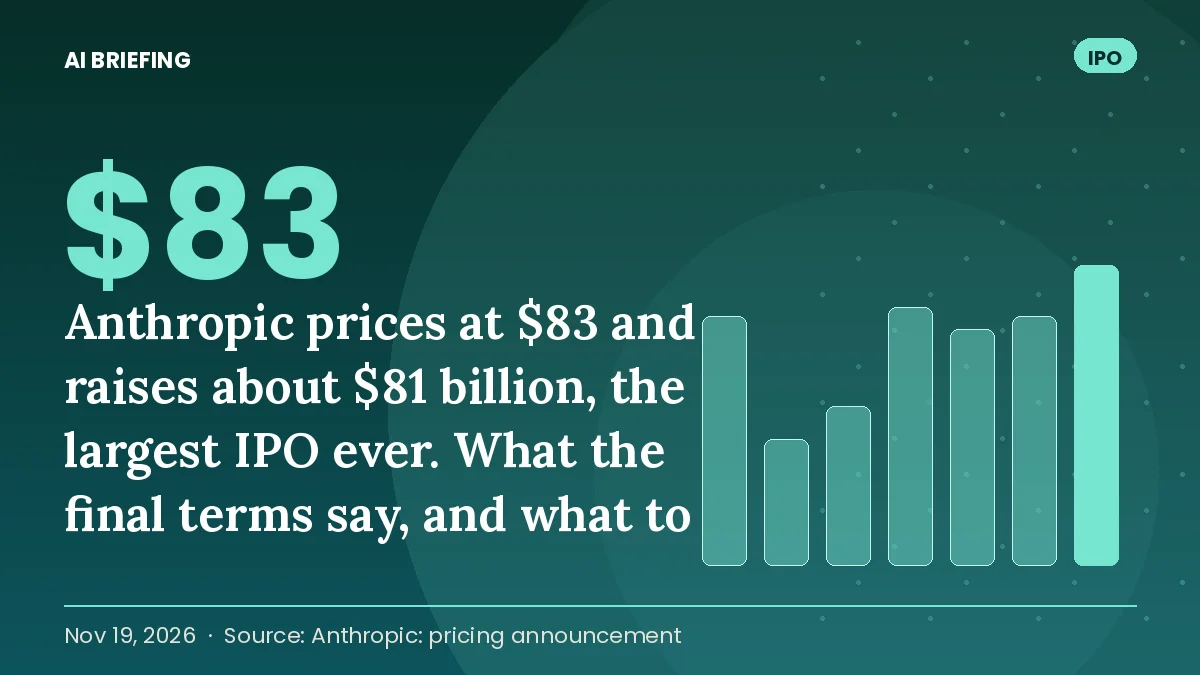 AI BRIEFING
IPO
$83
Anthropic prices at $83 and
raises about $81 billion, the
largest IPO ever. What the
final terms say, and what to
Nov 19, 2026 · Source: Anthropic: pricing announcement